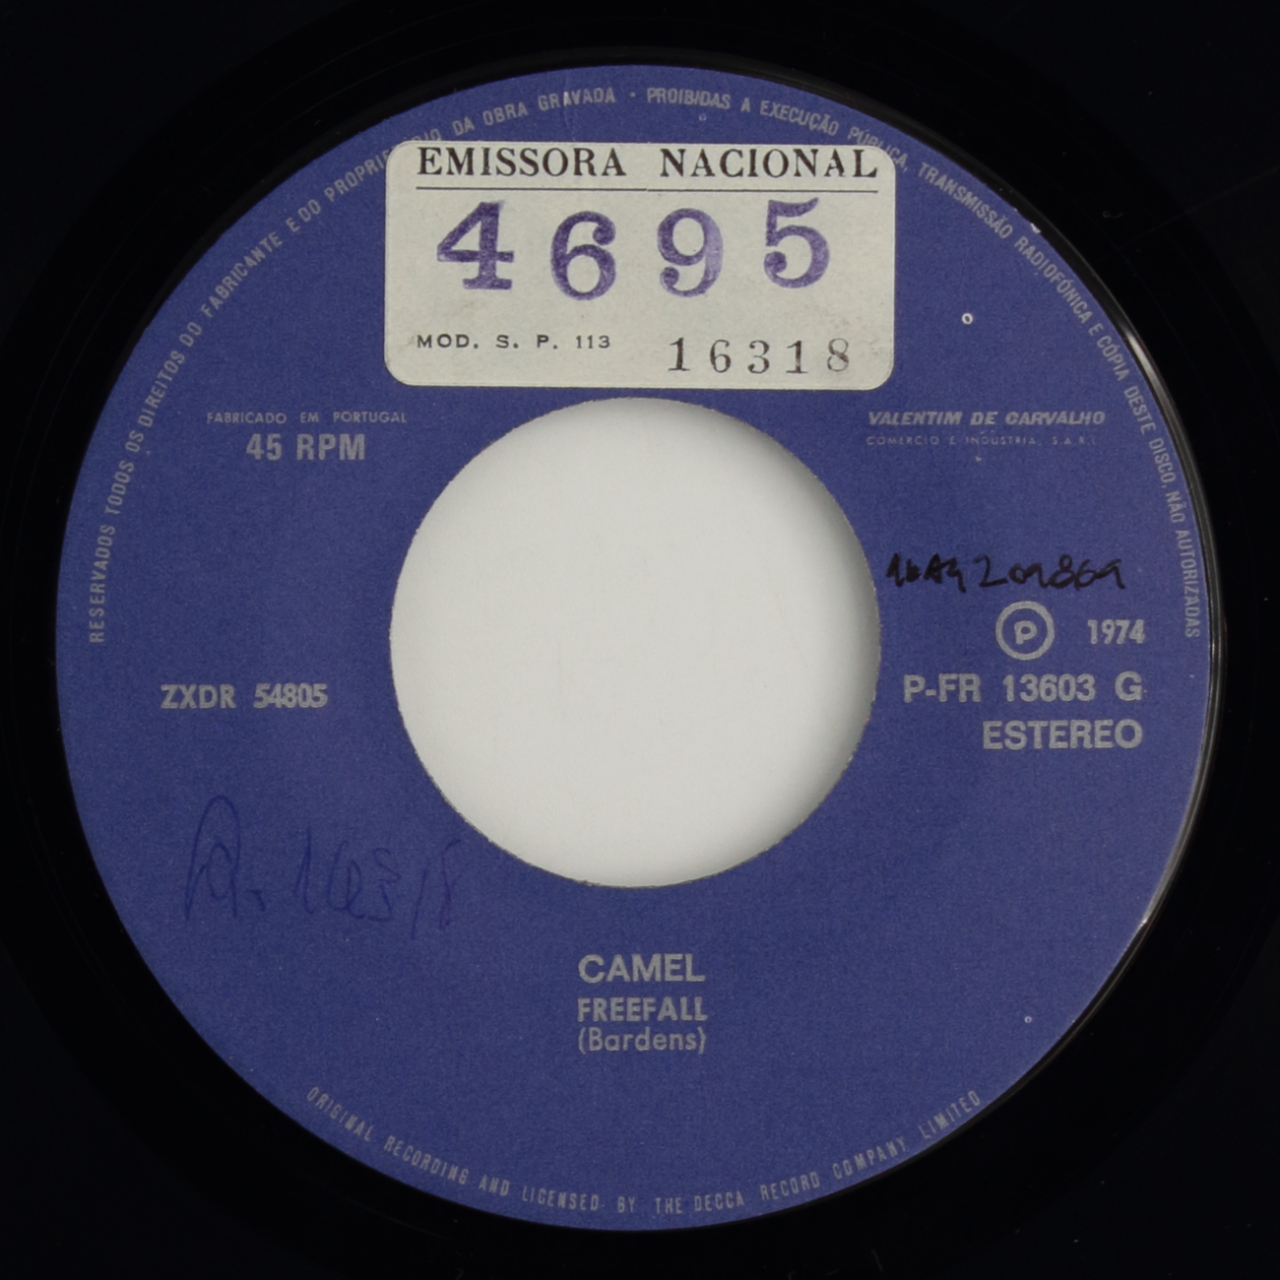 RESERVADOS TODOS OS DIREITOS DO FABRICANTE E DO PROPRIETÁRIO DA OBRA GRAVADA · PROIBIDAS A EXECUÇÃO PÚBLICA, TRANSMISSÃO RADIOFÓNICA E CÓPIA DESTE DISCO, NÃO AUTORIZADAS
EMISSORA NACIONAL
4695
MOD. S. P. 113
16318
FABRICADO EM PORTUGAL
45 RPM
VALENTIM DE CARVALHO
COMERCIO E INDUSTRIA, S.A.R.L.
Ⓟ 1974
ZXDR 54805
P-FR 13603 G
ESTEREO
16318
CAMEL
FREEFALL
(Bardens)
ORIGINAL RECORDING AND LICENSED BY THE DECCA RECORD COMPANY LIMITED